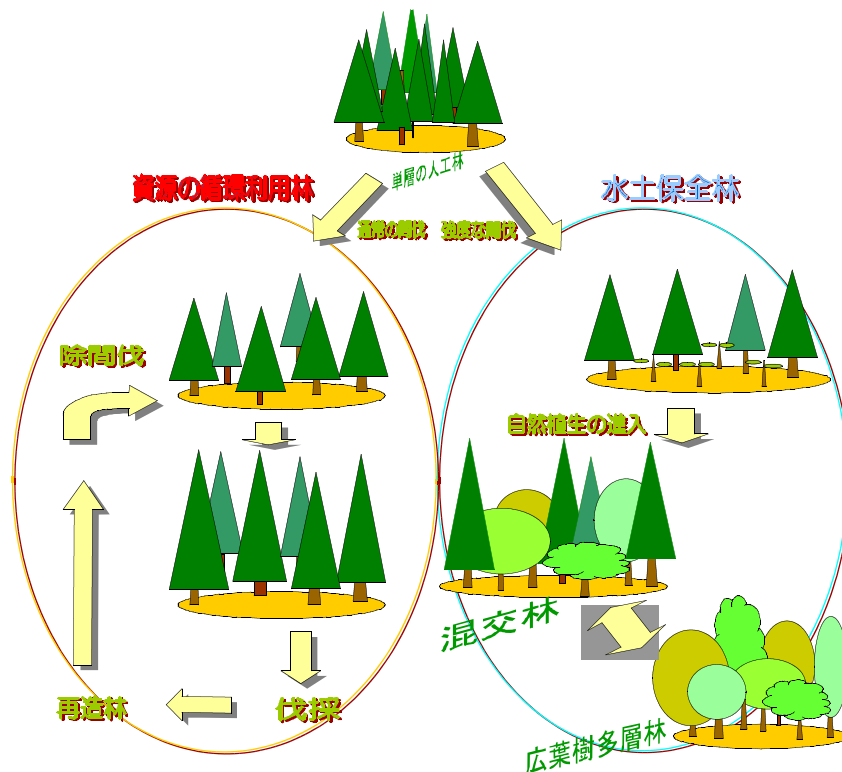 単層の人工林
資源の循環利用林
水土保全林
通常の間伐
強度な間伐
除間伐
自然植生の進入
混交林
再造林
伐採
広葉樹多層林